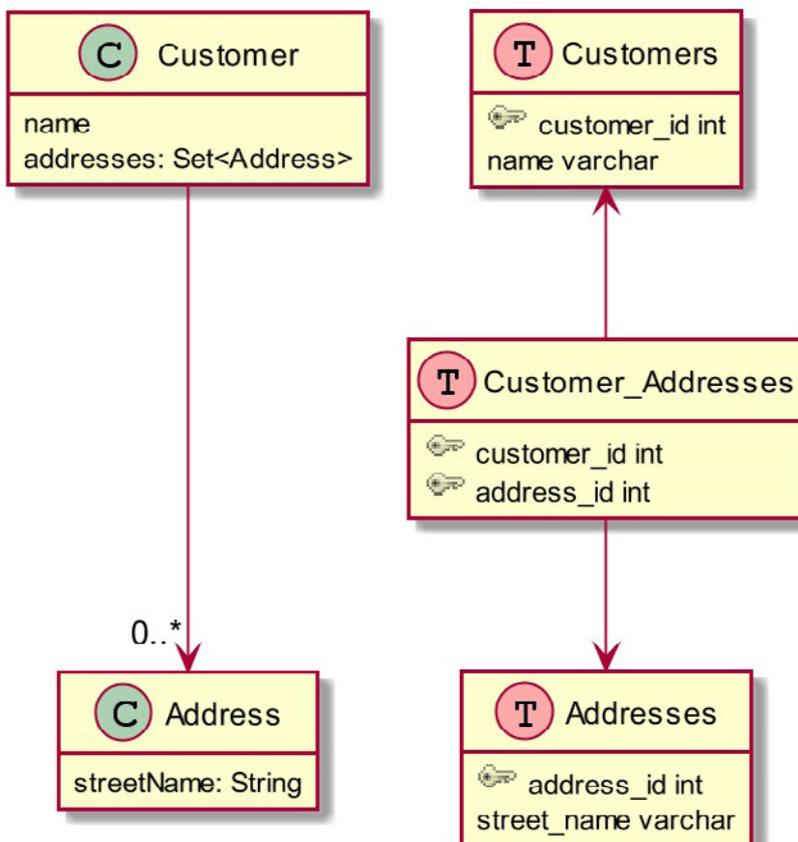 C Customer
name
addresses: Set<Address>
0..*
C Address
streetName: String
T Customers
customer_id int
name varchar
T Customer_Addresses
customer_id int
address_id int
T Addresses
address_id int
street_name varchar